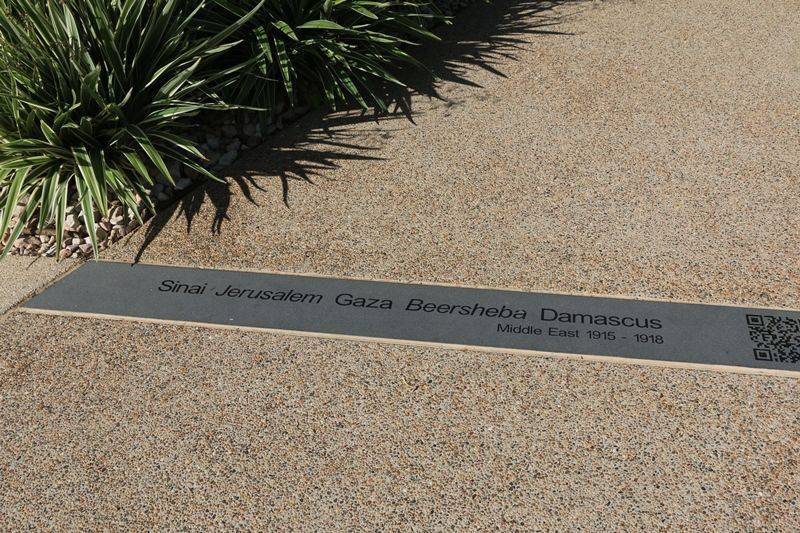 Sinai Jerusalem Gaza Beersheba Damascus
Middle East 1915 - 1918